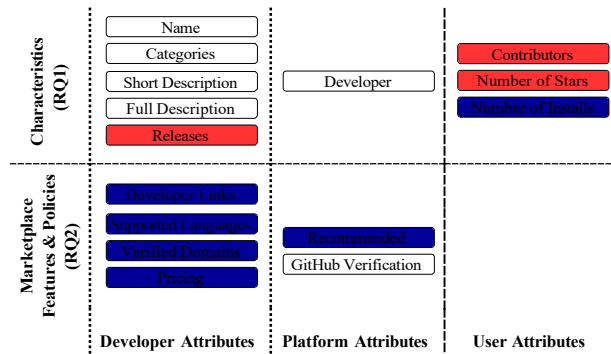 Characteristics
(RQ1)
Name
Categories
Short Description
Full Description
Releases
Developer
Contributors
Number of Stars
Number of Installs
Marketplace
Features & Policies
(RQ2)
Developer Links
Supported Languages
Verified Domains
Pricing
Recommended
GitHub Verification
Developer Attributes
Platform Attributes
User Attributes